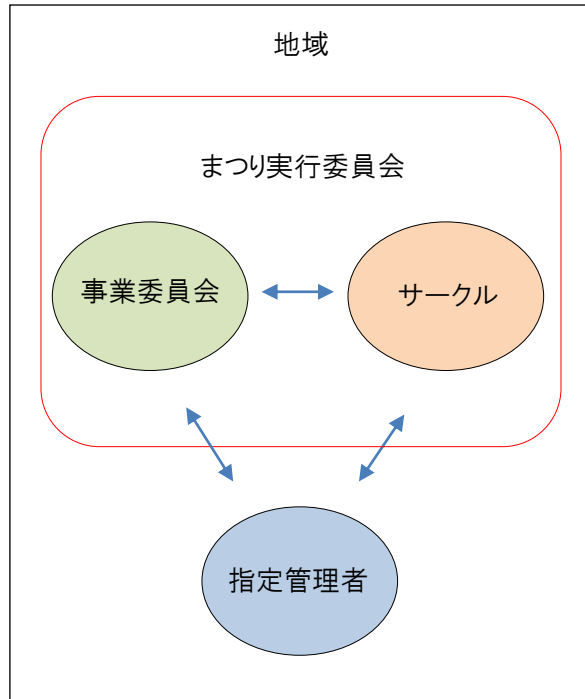 地域
まつり実行委員会
事業委員会
サークル
指定管理者